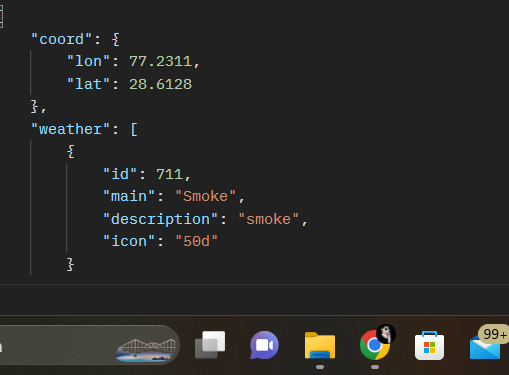 "coord": {
"lon": 77.2311,
"lat": 28.6128
},
"weather": [
{
"id": 711,
"main": "Smoke",
"description": "smoke",
"icon": "50d"
}
99+